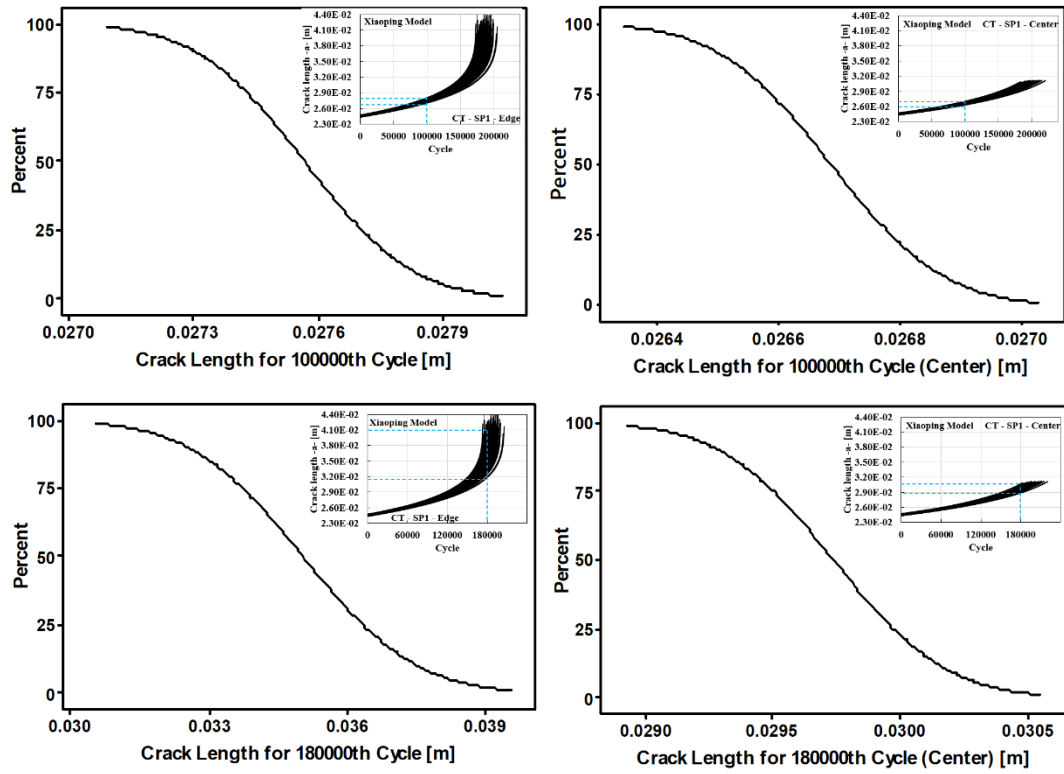 100
75
50
25
0
Percent
0.0270 0.0273 0.0276 0.0279
Crack Length for 100000th Cycle [m]
4.40E-02
4.10E-02
3.80E-02
3.50E-02
3.20E-02
2.90E-02
2.60E-02
2.30E-02
Crack length -a- [m]
Xiaoping Model
CT - SP1 - Edge
0 50000 100000 150000 200000
Cycle
100
75
50
25
0
Percent
0.0264 0.0266 0.0268 0.0270
Crack Length for 100000th Cycle (Center) [m]
4.40E-02
4.10E-02
3.80E-02
3.50E-02
3.20E-02
2.90E-02
2.60E-02
2.30E-02
Crack length -a- [m]
Xiaoping Model CT - SP1 - Center
0 50000 100000 150000 200000
Cycle
100
75
50
25
0
Percent
0.030 0.033 0.036 0.039
Crack Length for 180000th Cycle [m]
4.40E-02
4.10E-02
3.80E-02
3.50E-02
3.20E-02
2.90E-02
2.60E-02
2.30E-02
Crack length -a- [m]
Xiaoping Model
CT - SP1 - Edge
0 60000 120000 180000
Cycle
100
75
50
25
0
Percent
0.0290 0.0295 0.0300 0.0305
Crack Length for 180000th Cycle (Center) [m]
4.40E-02
4.10E-02
3.80E-02
3.50E-02
3.20E-02
2.90E-02
2.60E-02
2.30E-02
Crack length -a- [m]
Xiaoping Model CT - SP1 - Center
0 60000 120000 180000
Cycle